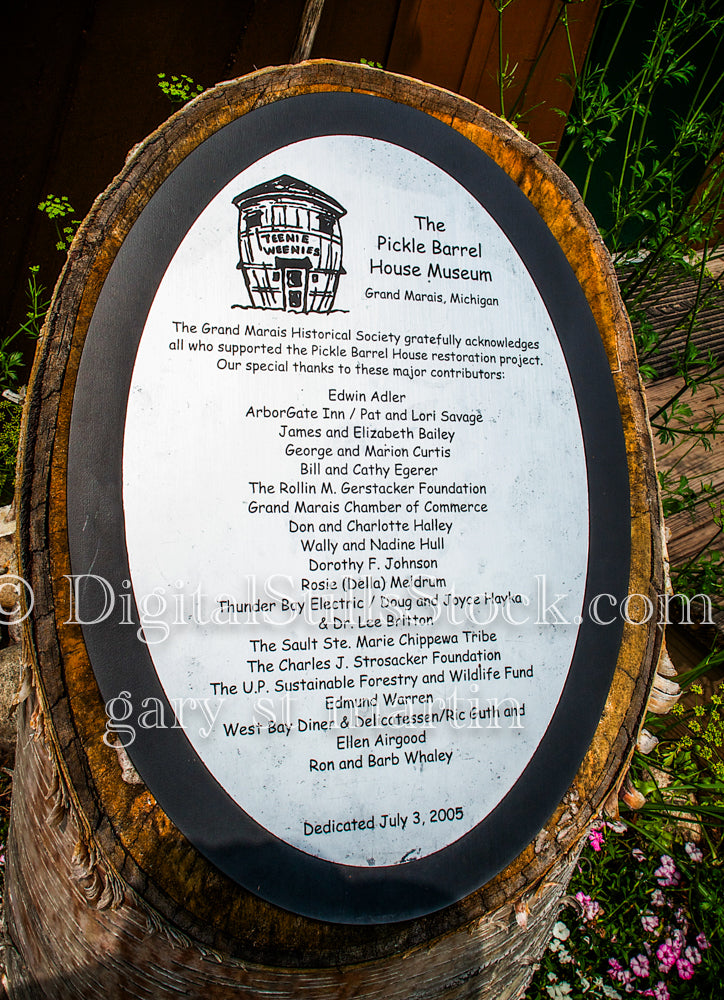 TEENIE
WEENIES
The
Pickle Barrel
House Museum
Grand Marais, Michigan
The Grand Marais Historical Society gratefully acknowledges
all who supported the Pickle Barrel House restoration project.
Our special thanks to these major contributors:
Edwin Adler
ArborGate Inn / Pat and Lori Savage
James and Elizabeth Bailey
George and Marion Curtis
Bill and Cathy Egerer
The Rollin M. Gerstacker Foundation
Grand Marais Chamber of Commerce
Don and Charlotte Halley
Wally and Nadine Hull
Dorothy F. Johnson
Rosie (Della) Meldrum
Thunder Bay Electric / Doug and Joyce Hayka
& Dr. Lee Britton
The Sault Ste. Marie Chippewa Tribe
The Charles J. Strosacker Foundation
The U.P. Sustainable Forestry and Wildlife Fund
Edmund Warren
West Bay Diner & Delicatessen/Ric Guth and
Ellen Airgood
Ron and Barb Whaley
Dedicated July 3, 2005
© DigitalSullsStock.com
gary st martin